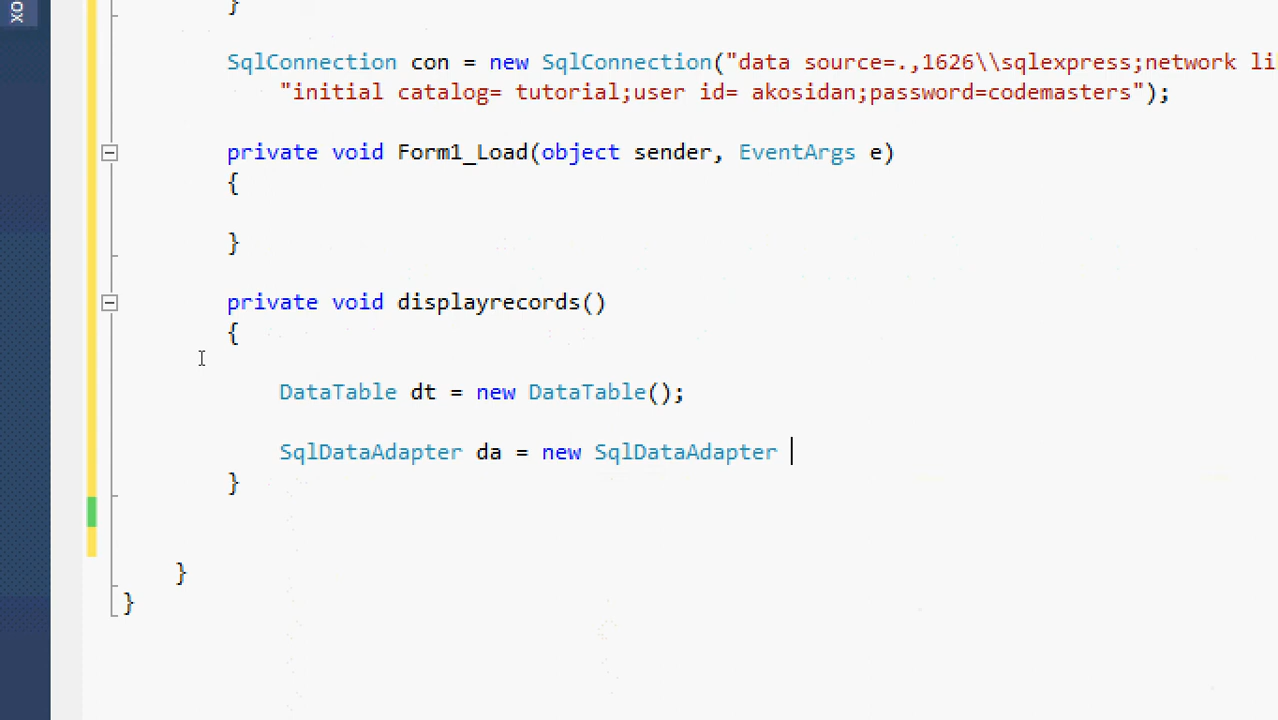 ox
}
SqlConnection con = new SqlConnection("data source=.,1626\\sqlexpress;network li
"initial catalog= tutorial;user id= akosidan;password=codemasters");
private void Form1_Load(object sender, EventArgs e)
{
}
private void displayrecords()
{
DataTable dt = new DataTable();
SqlDataAdapter da = new SqlDataAdapter
}
}
}